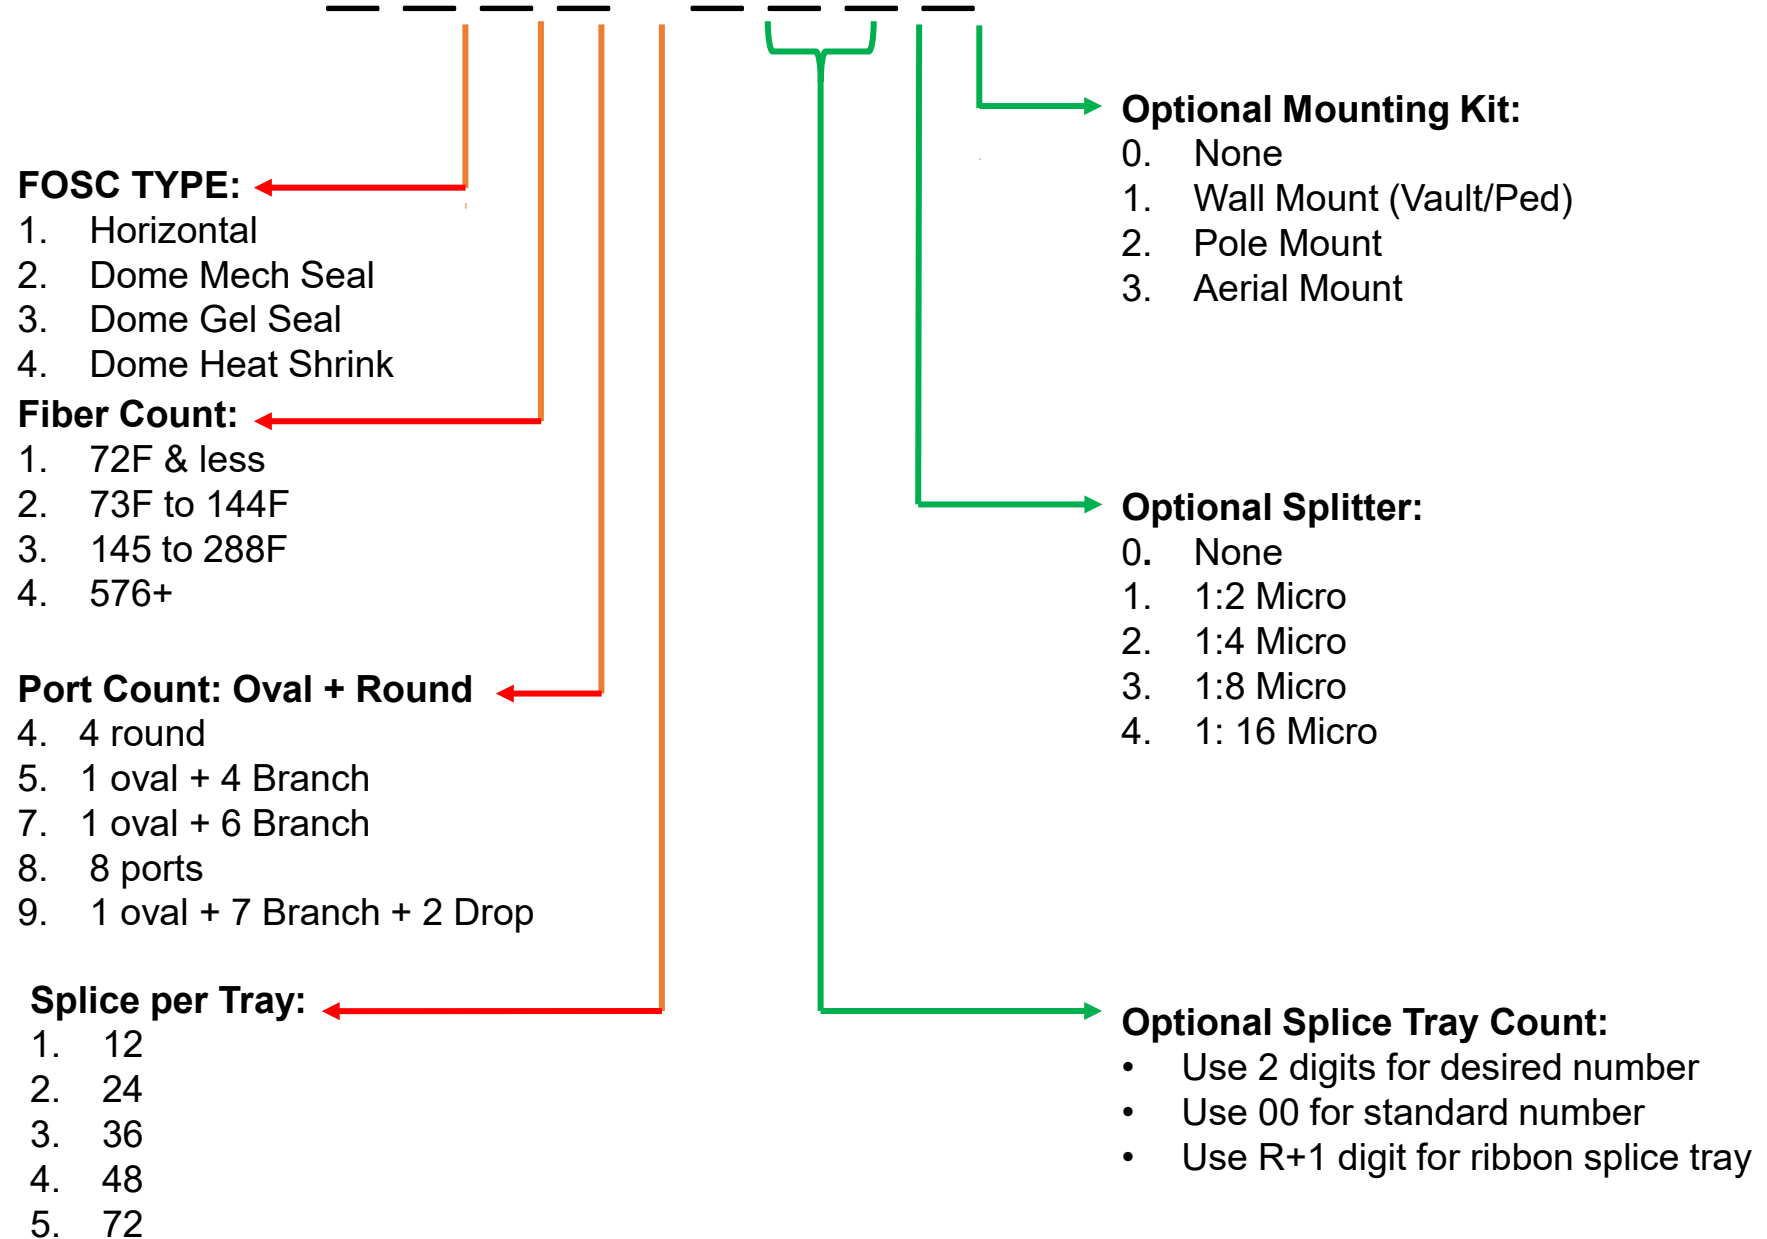 FOSC TYPE:
1. Horizontal
2. Dome Mech Seal
3. Dome Gel Seal
4. Dome Heat Shrink
Fiber Count:
1. 72F & less
2. 73F to 144F
3. 145 to 288F
4. 576+
Port Count: Oval + Round
4. 4 round
5. 1 oval + 4 Branch
7. 1 oval + 6 Branch
8. 8 ports
9. 1 oval + 7 Branch + 2 Drop
Splice per Tray:
1. 12
2. 24
3. 36
4. 48
5. 72
Optional Mounting Kit:
0. None
1. Wall Mount (Vault/Ped)
2. Pole Mount
3. Aerial Mount
Optional Splitter:
0. None
1. 1:2 Micro
2. 1:4 Micro
3. 1:8 Micro
4. 1: 16 Micro
Optional Splice Tray Count:
• Use 2 digits for desired number
• Use 00 for standard number
• Use R+1 digit for ribbon splice tray